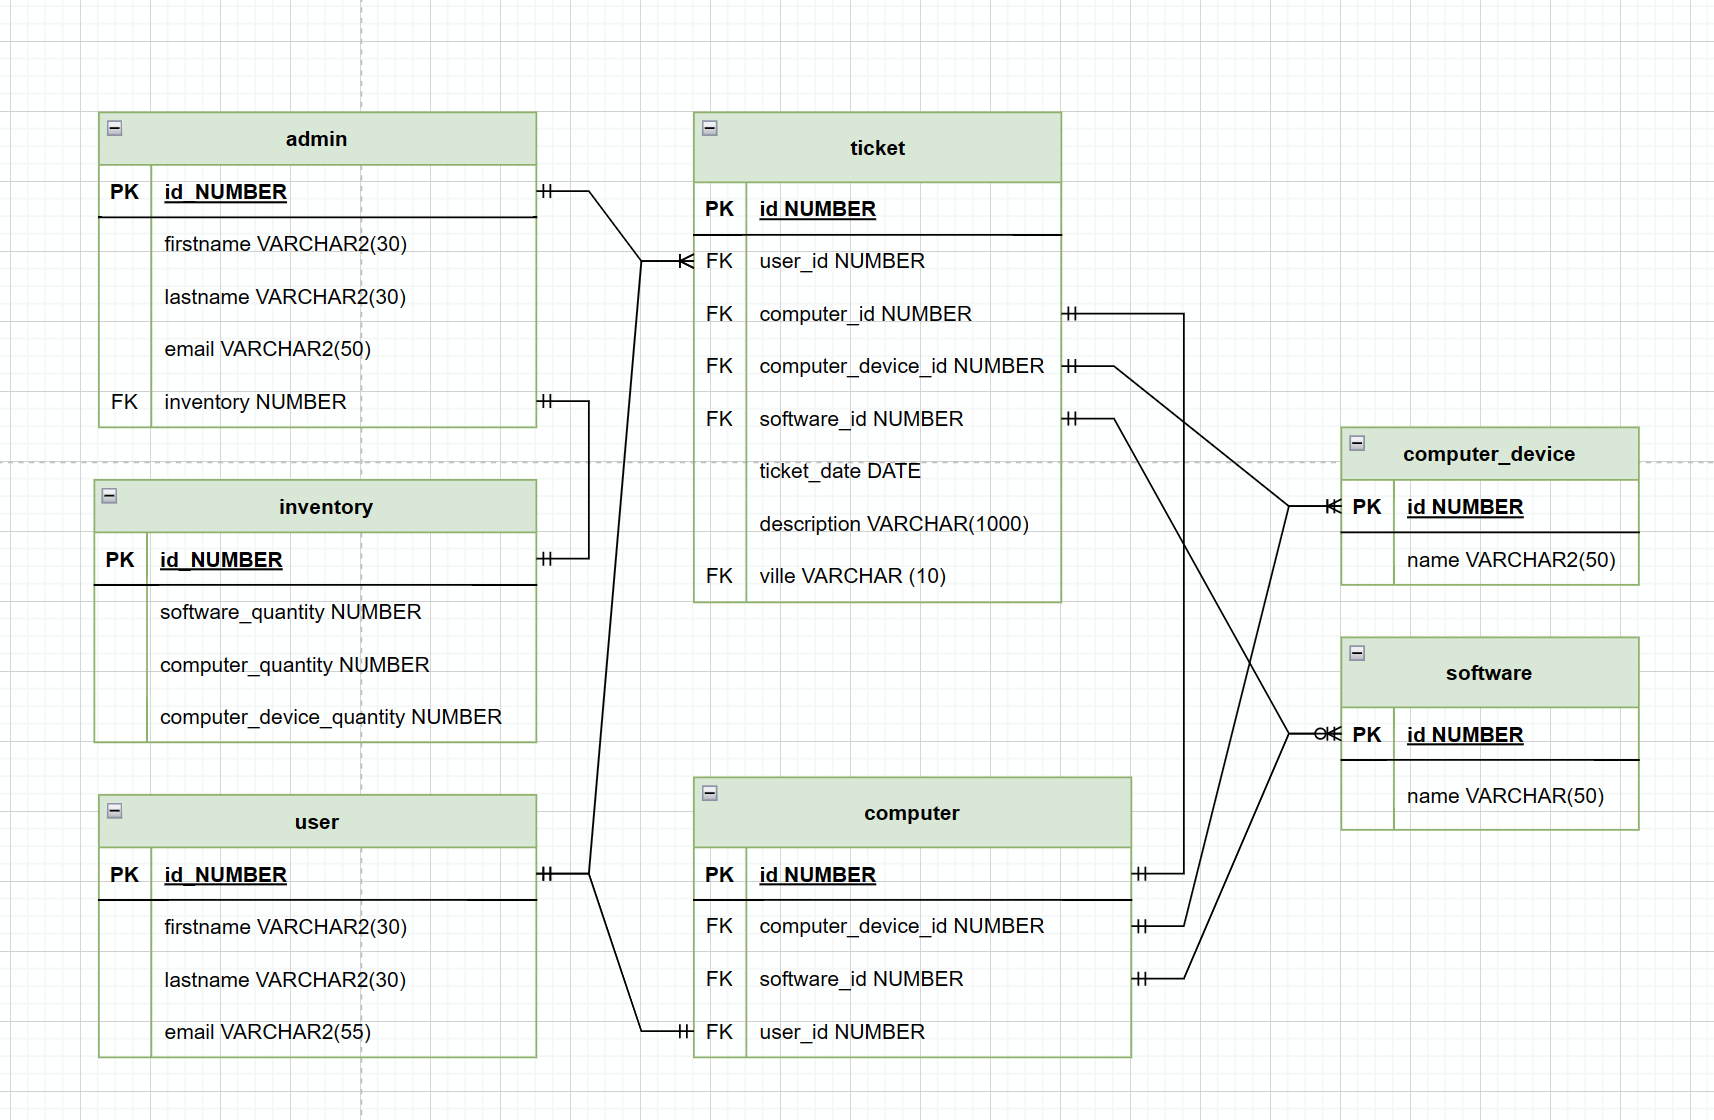 admin
PK id_NUMBER
firstname VARCHAR2(30)
lastname VARCHAR2(30)
email VARCHAR2(50)
FK inventory NUMBER
inventory
PK id_NUMBER
software_quantity NUMBER
computer_quantity NUMBER
computer_device_quantity NUMBER
user
PK id_NUMBER
firstname VARCHAR2(30)
lastname VARCHAR2(30)
email VARCHAR2(55)
ticket
PK id NUMBER
FK user_id NUMBER
FK computer_id NUMBER
FK computer_device_id NUMBER
FK software_id NUMBER
ticket_date DATE
description VARCHAR(1000)
FK ville VARCHAR (10)
computer
PK id NUMBER
FK computer_device_id NUMBER
FK software_id NUMBER
FK user_id NUMBER
computer_device
PK id NUMBER
name VARCHAR2(50)
software
PK id NUMBER
name VARCHAR(50)